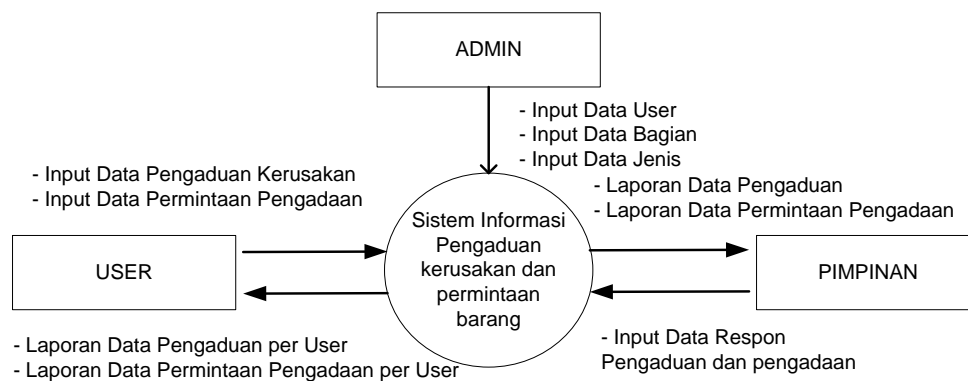 ADMIN
- Input Data User
- Input Data Bagian
- Input Data Jenis
- Input Data Pengaduan Kerusakan
- Input Data Permintaan Pengadaan
- Laporan Data Pengaduan
- Laporan Data Permintaan Pengadaan
USER
Sistem Informasi
Pengaduan
kerusakan dan
permintaan
barang
PIMPINAN
- Laporan Data Pengaduan per User
- Laporan Data Permintaan Pengadaan per User
- Input Data Respon
Pengaduan dan pengadaan